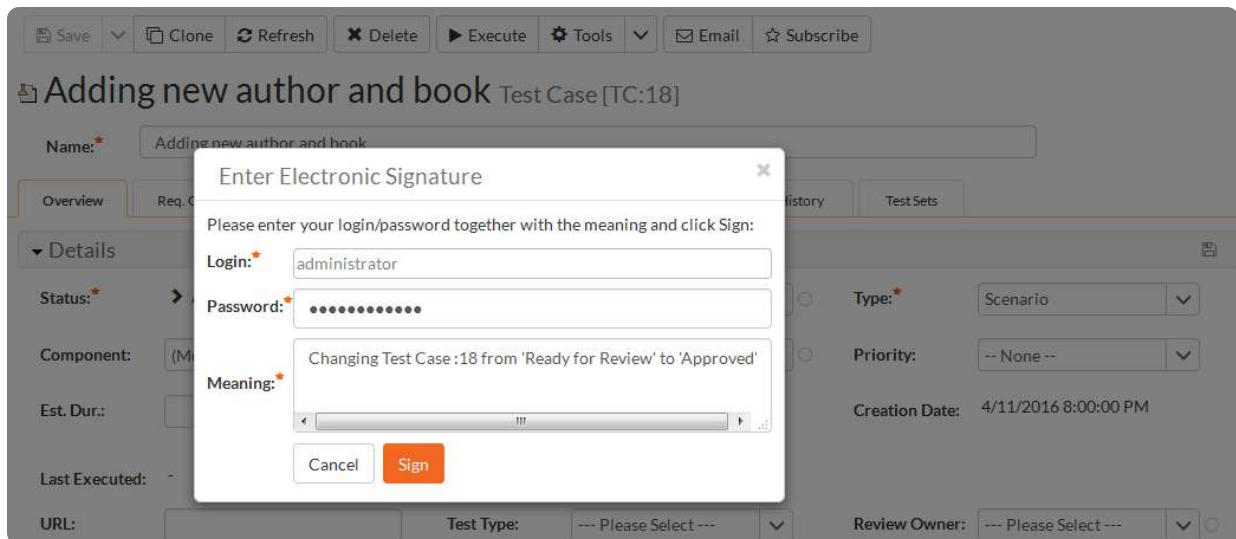 Save Clone Refresh Delete Execute Tools Email Subscribe
Adding new author and book Test Case [TC:18]
Name:* Adding new author and book
Overview Req. History Test Sets
Enter Electronic Signature
Please enter your login/password together with the meaning and click Sign:
Details
Login:* administrator
Status:* Type:* Scenario
Password:* ●●●●●●●●●●●●
Component: Priority: -- None --
Changing Test Case :18 from 'Ready for Review' to 'Approved'
Meaning:*
Est. Dur.: Creation Date: 4/11/2016 8:00:00 PM
Cancel Sign
Last Executed: -
URL: Test Type: --- Please Select --- Review Owner: --- Please Select ---